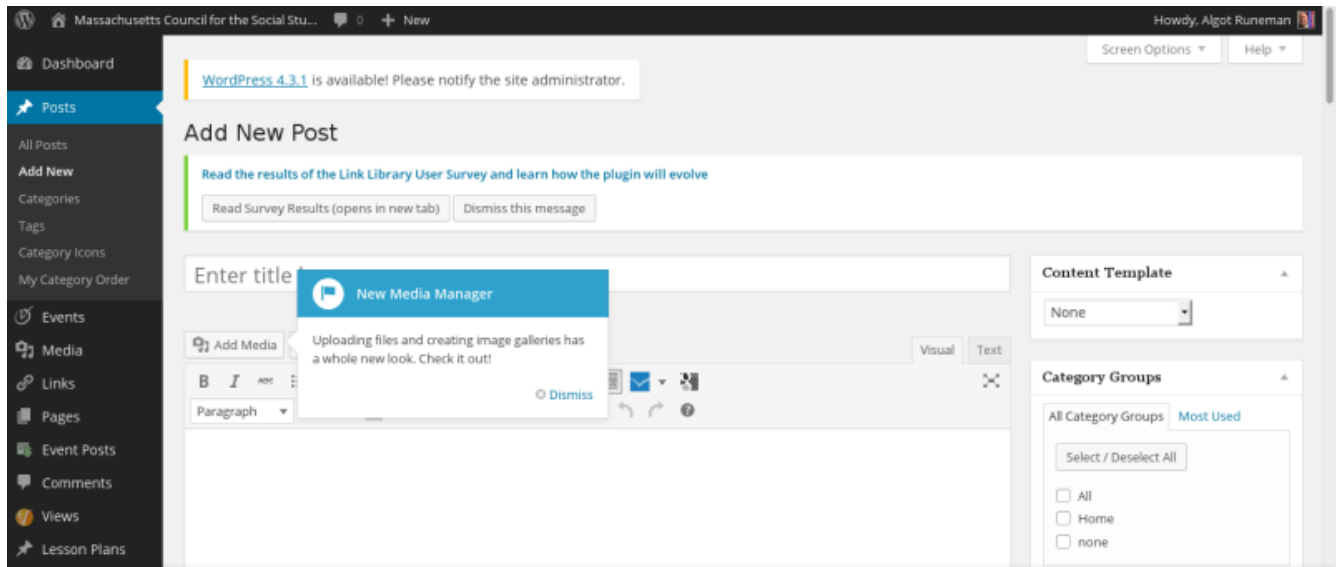 Massachusetts Council for the Social Stu... 0 New
Howdy, Algot Runeman
Screen Options
Help
Dashboard
Posts
All Posts
Add New
Categories
Tags
Category Icons
My Category Order
Events
Media
Links
Pages
Event Posts
Comments
Views
Lesson Plans
WordPress 4.3.1 is available! Please notify the site administrator.
Add New Post
Read the results of the Link Library User Survey and learn how the plugin will evolve
Read Survey Results (opens in new tab)
Dismiss this message
Enter title
New Media Manager
Uploading files and creating image galleries has
a whole new look. Check it out!
Dismiss
Add Media
Visual
Text
B I ABC
Paragraph
Content Template
None
Category Groups
All Category Groups
Most Used
Select / Deselect All
All
Home
none